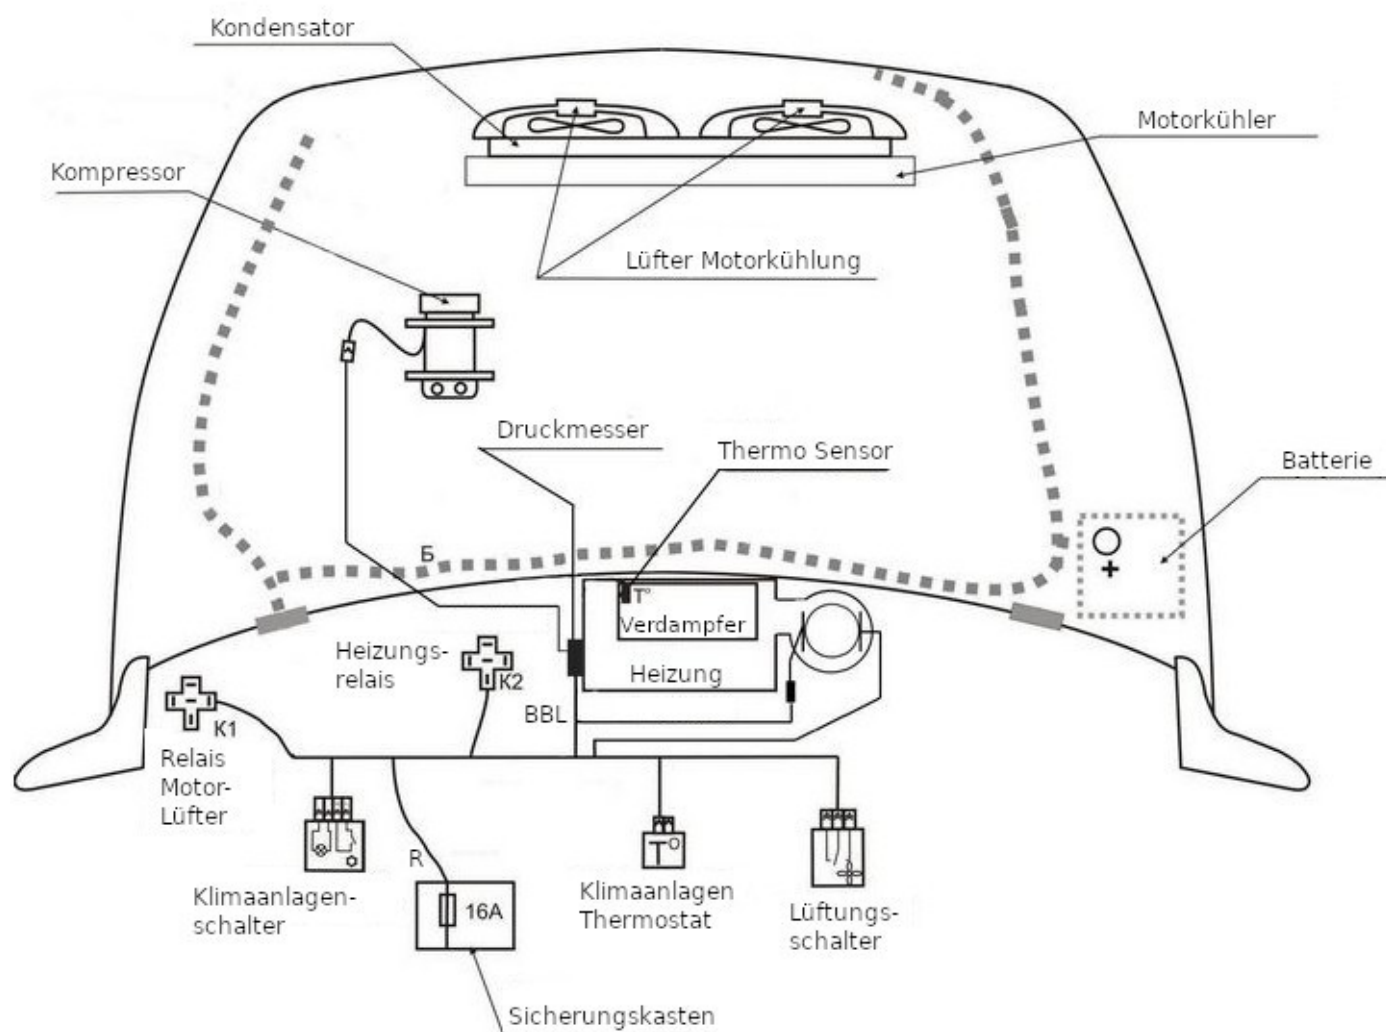 Kondensator
Motorkühler
Kompressor
Lüfter Motorkühlung
Druckmesser
Thermo Sensor
Batterie
Б
+
T°
Verdampfer
Heizungs-
relais
K2
Heizung
BBL
K1
Relais
Motor-
Lüfter
R
T°
Klimaanlagen-
schalter
16A
Klimaanlagen
Thermostat
Lüftungs-
schalter
Sicherungskasten